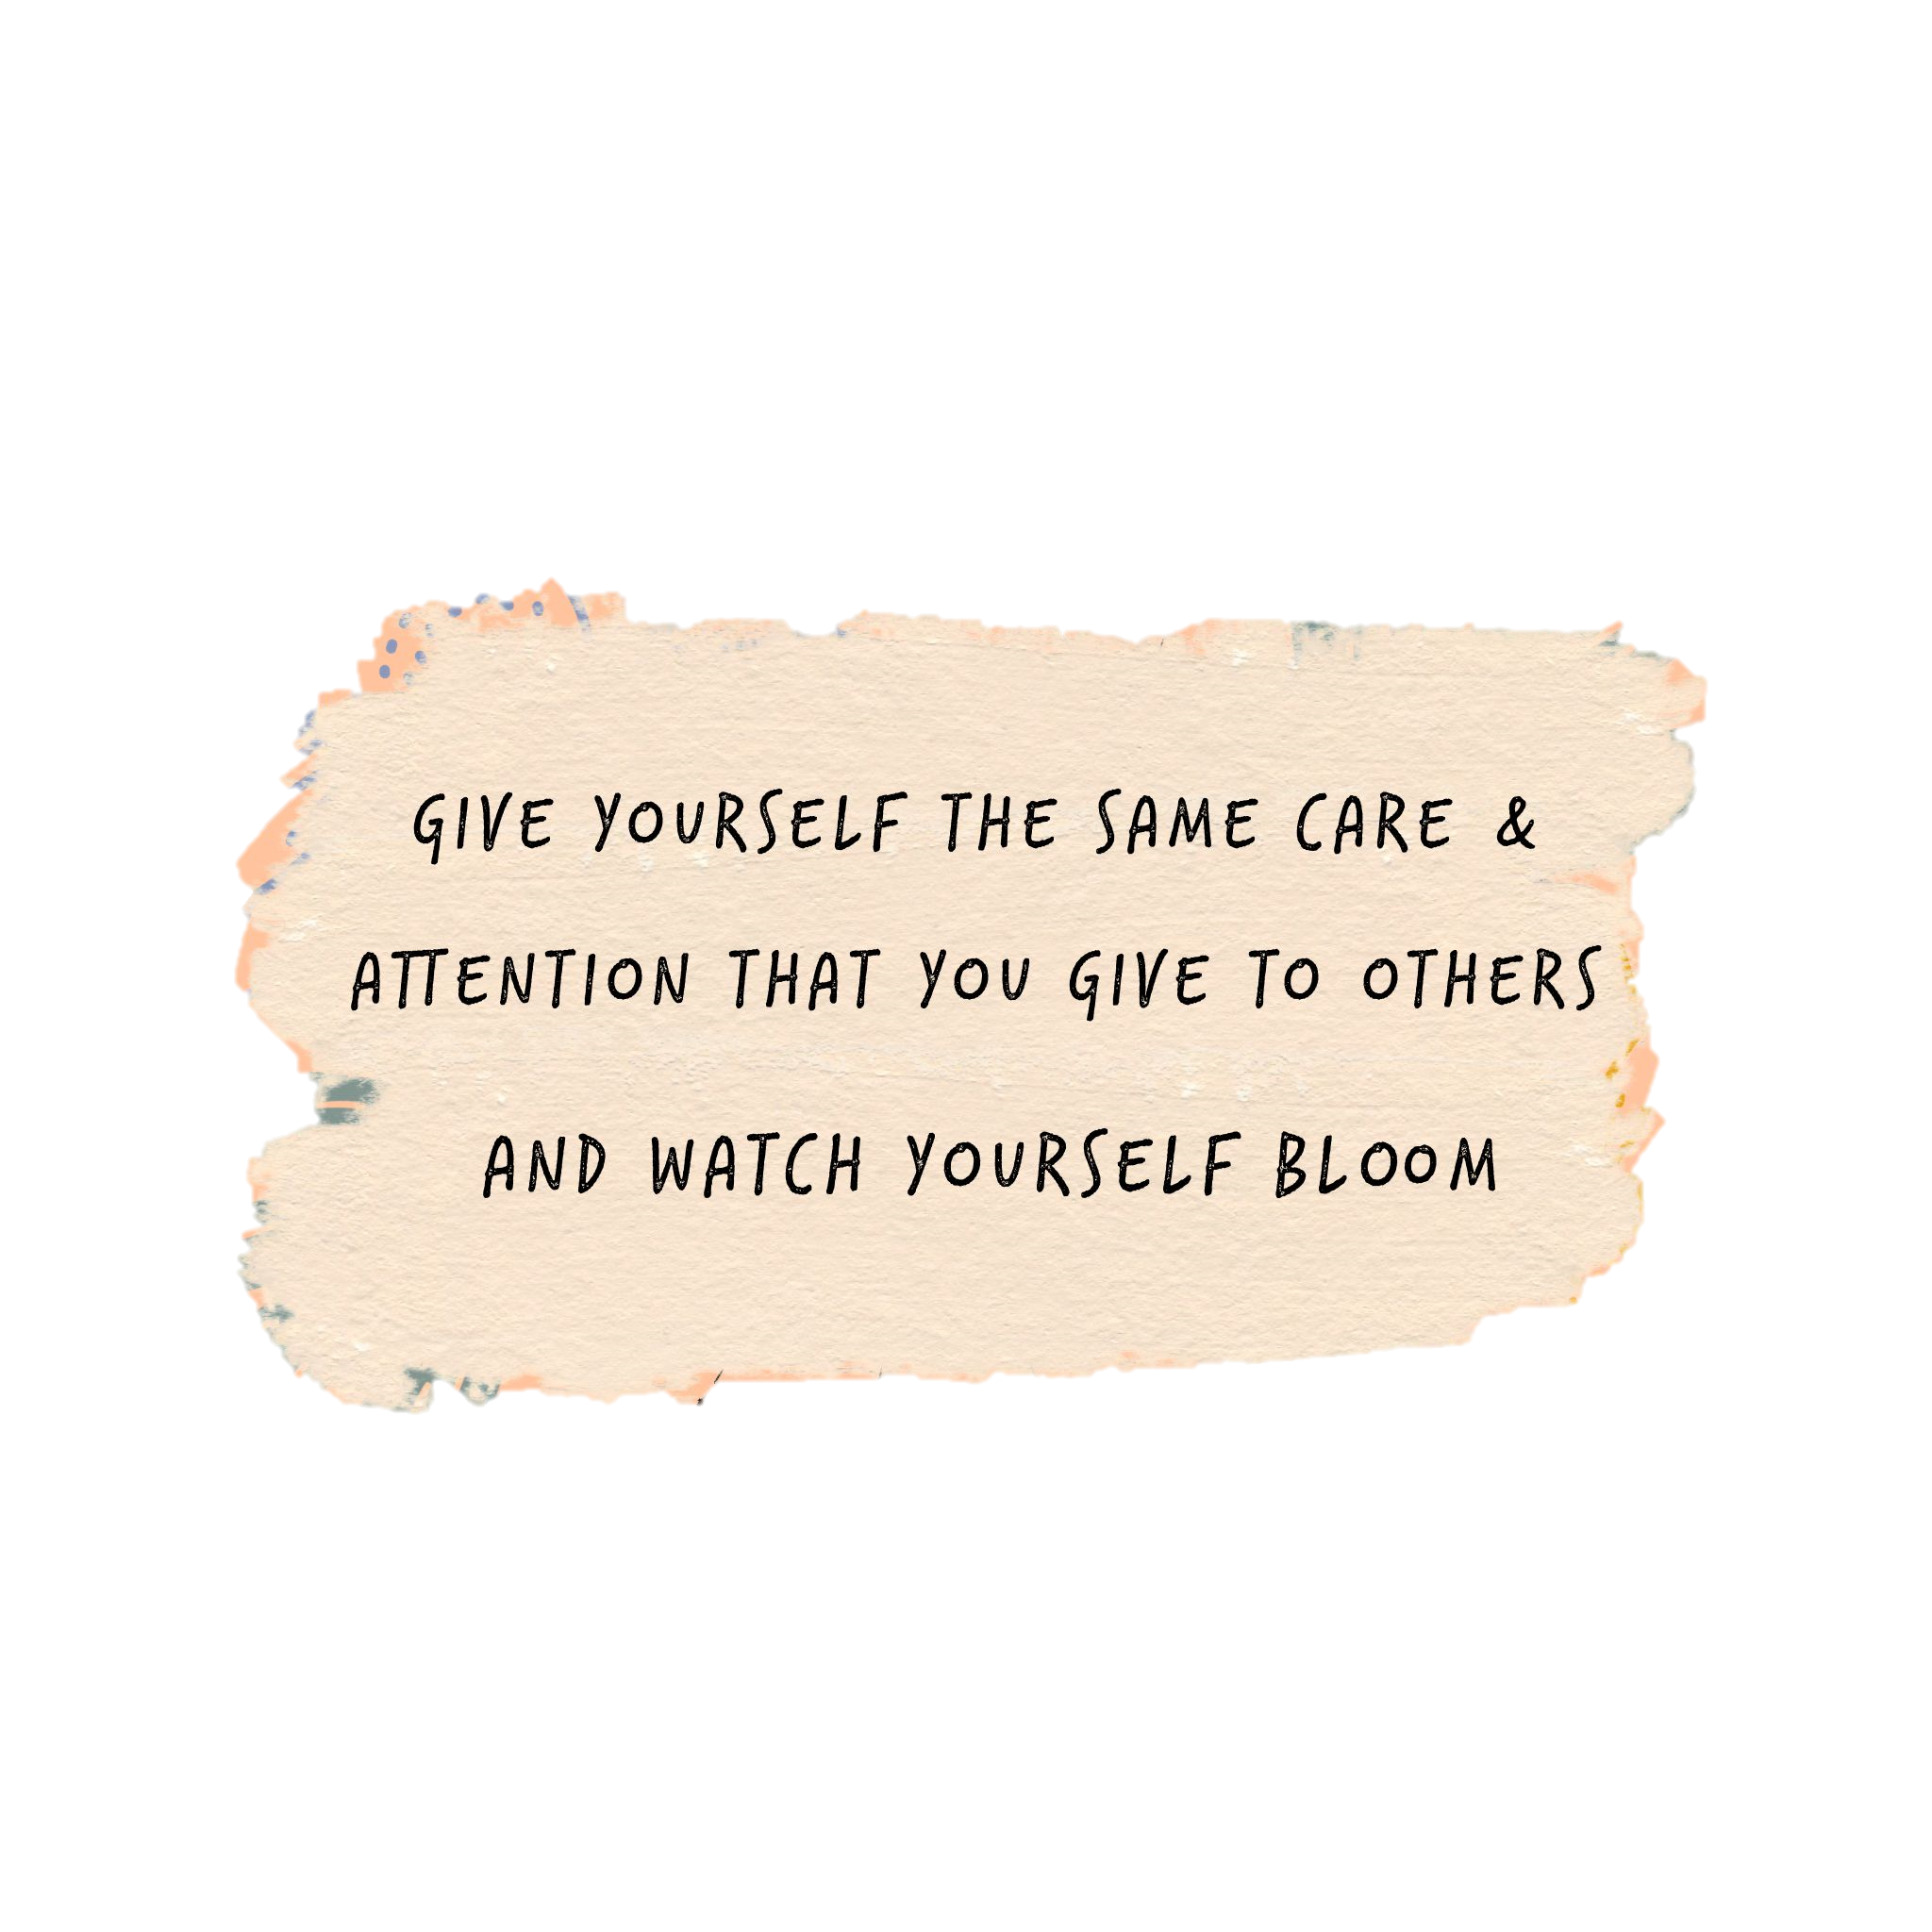 GIVE YOURSELF THE SAME CARE &
ATTENTION THAT YOU GIVE TO OTHERS
AND WATCH YOURSELF BLOOM